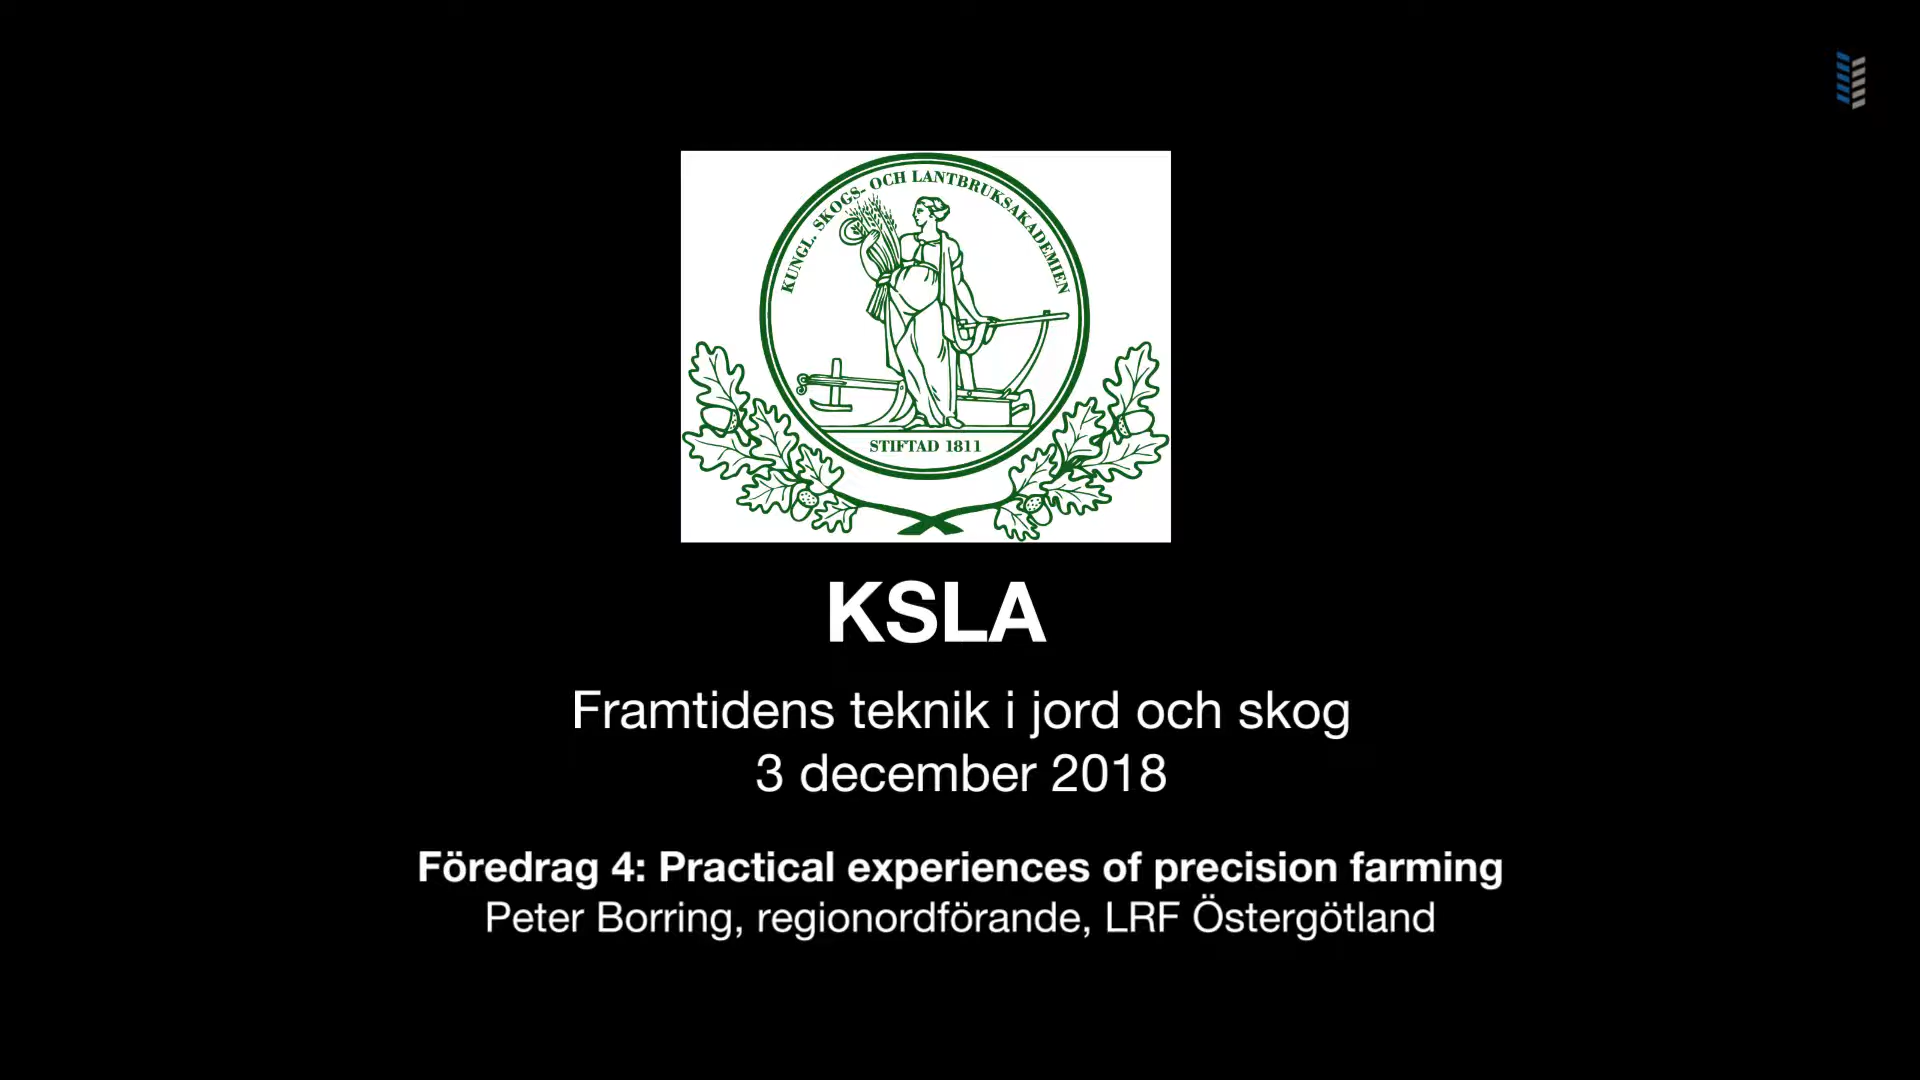 KUNGL. SKOGS- OCH LANTBRUKSAKADEMIEN
STIFTAD 1811
KSLA
Framtidens teknik i jord och skog
3 december 2018
Föredrag 4: Practical experiences of precision farming
Peter Borring, regionordförande, LRF Östergötland